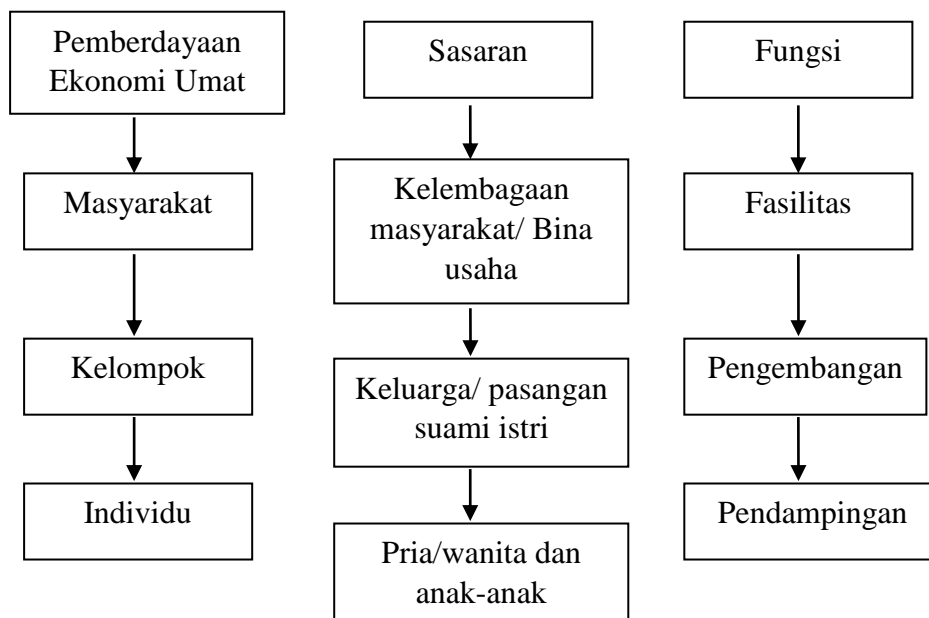 Pemberdayaan
Ekonomi Umat
Masyarakat
Kelompok
Individu
Sasaran
Kelembagaan
masyarakat/ Bina
usaha
Keluarga/ pasangan
suami istri
Pria/wanita dan
anak-anak
Fungsi
Fasilitas
Pengembangan
Pendampingan